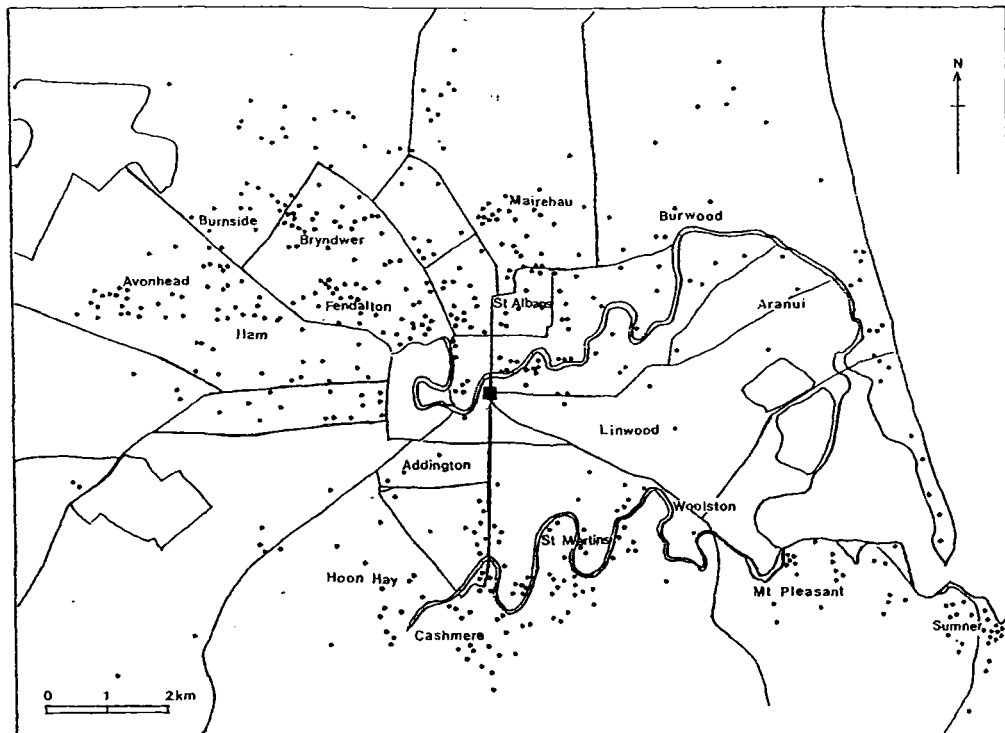 N
Mairehau
Burnside
Burwood
Bryndwer
Avonhead
Fendalton
St Albans
Aranui
Ham
Linwood
Addington
Woolston
St Martins
Hoon Hay
Mt Pleasant
Cashmere
Sumner
0 1 2km